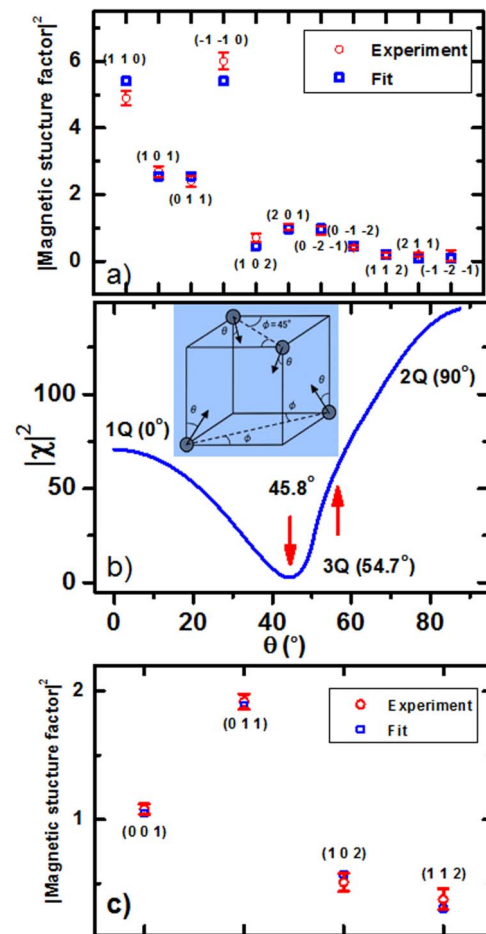 a)
|Magnetic stucture factor|²
6
4
2
0
(1 1 0)
(-1 -1 0)
Experiment
Fit
(1 0 1)
(0 1 1)
(2 0 1)
(0 -1 -2)
(2 1 1)
(1 0 2)
(0 -2 -1)
(1 1 2)
(-1 -2 -1)
b)
|χ|²
100
50
0
1Q (0°)
2Q (90°)
45.8°
3Q (54.7°)
θ
ϕ=45°
θ
θ
θ
ϕ
ϕ
0 20 40 60 80
θ (°)
c)
|Magnetic stucture factor|²
2
1
Experiment
Fit
(0 0 1)
(0 1 1)
(1 0 2)
(1 1 2)